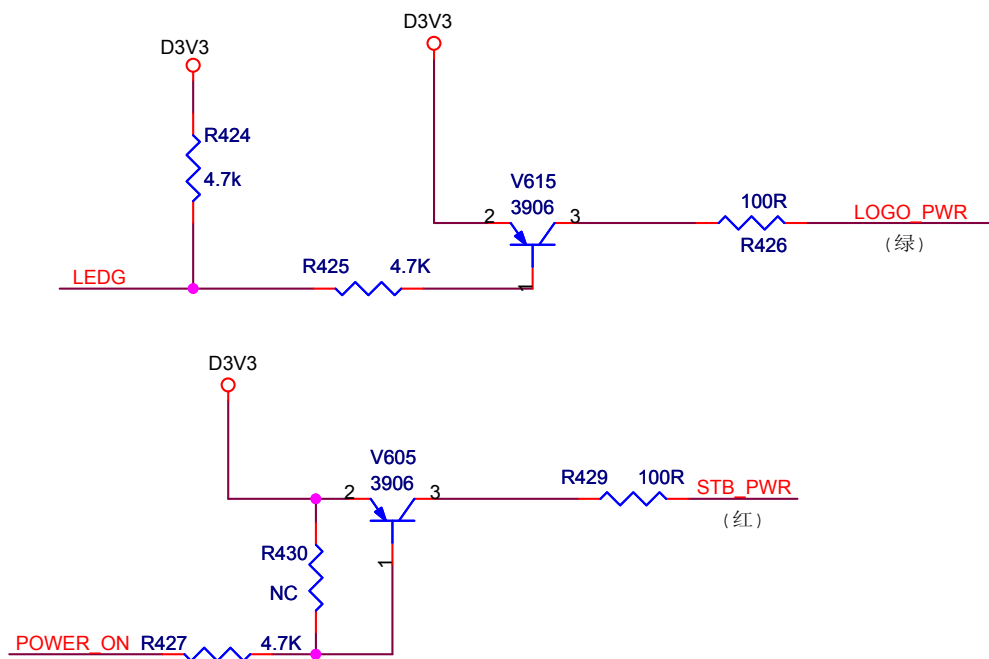 D3V3
D3V3
R424
4.7k
V615
3906
2
3
1
100R
R426
LOGO_PWR
（绿）
LEDG
R425
4.7K
D3V3
V605
3906
2
3
1
R429
100R
STB_PWR
（红）
R430
NC
POWER_ON
R427
4.7K